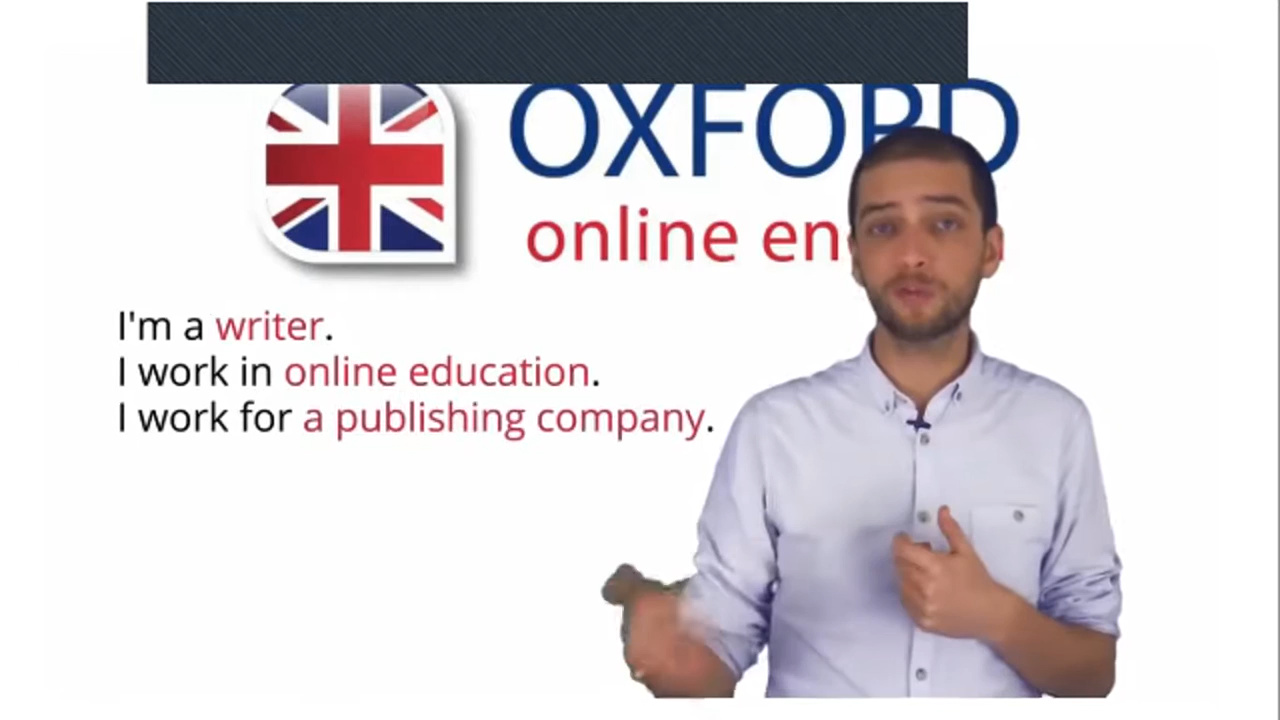 OXFORD
online en
I'm a writer.
I work in online education.
I work for a publishing company.